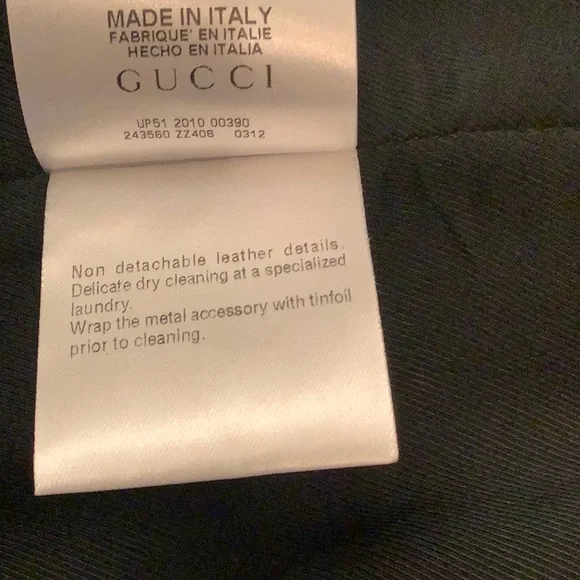 MADE IN ITALY
FABRIQUE' EN ITALIE
HECHO EN ITALIA
GUCCI
UP51 2010 00390
243560 ZZ406 0312
Non detachable leather details.
Delicate dry cleaning at a specialized
laundry.
Wrap the metal accessory with tinfoil
prior to cleaning.